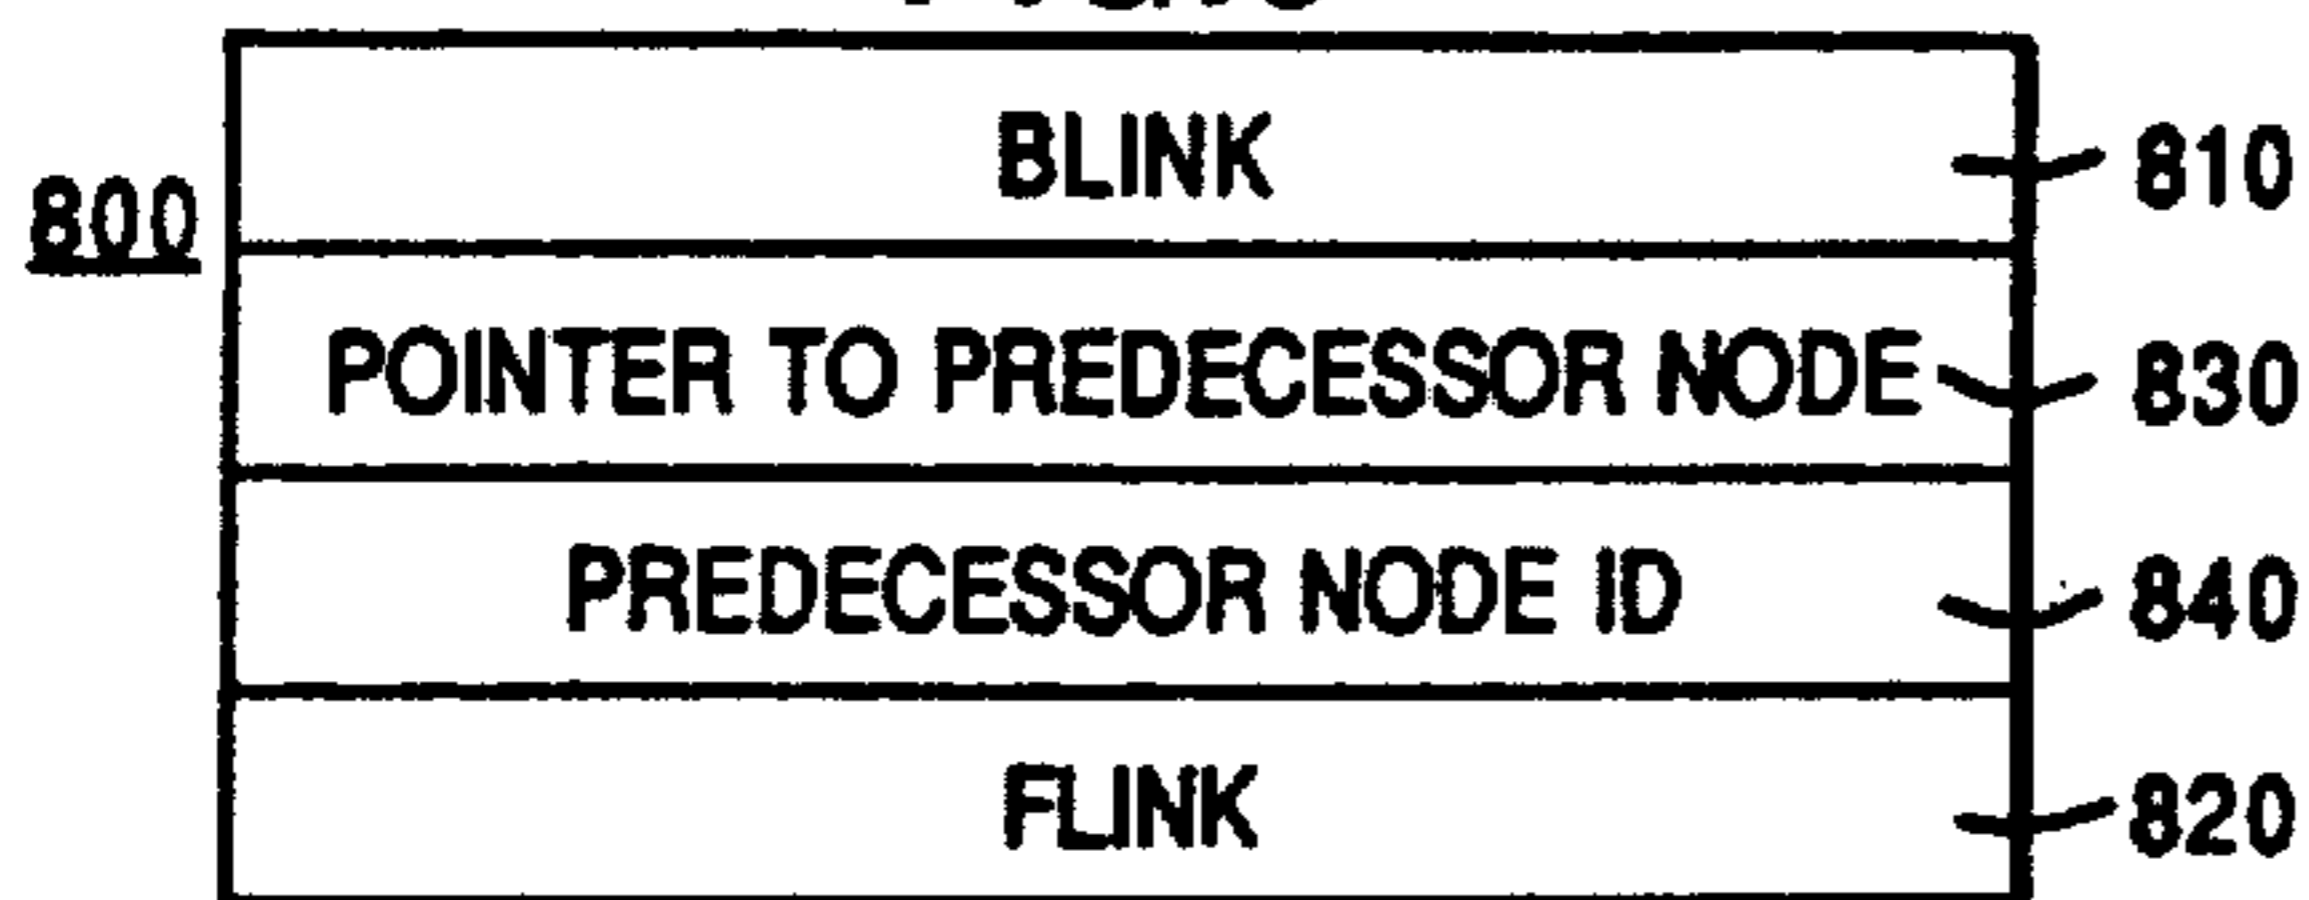 BLINK 810
800
POINTER TO PREDECESSOR NODE 830
PREDECESSOR NODE ID 840
FLINK 820